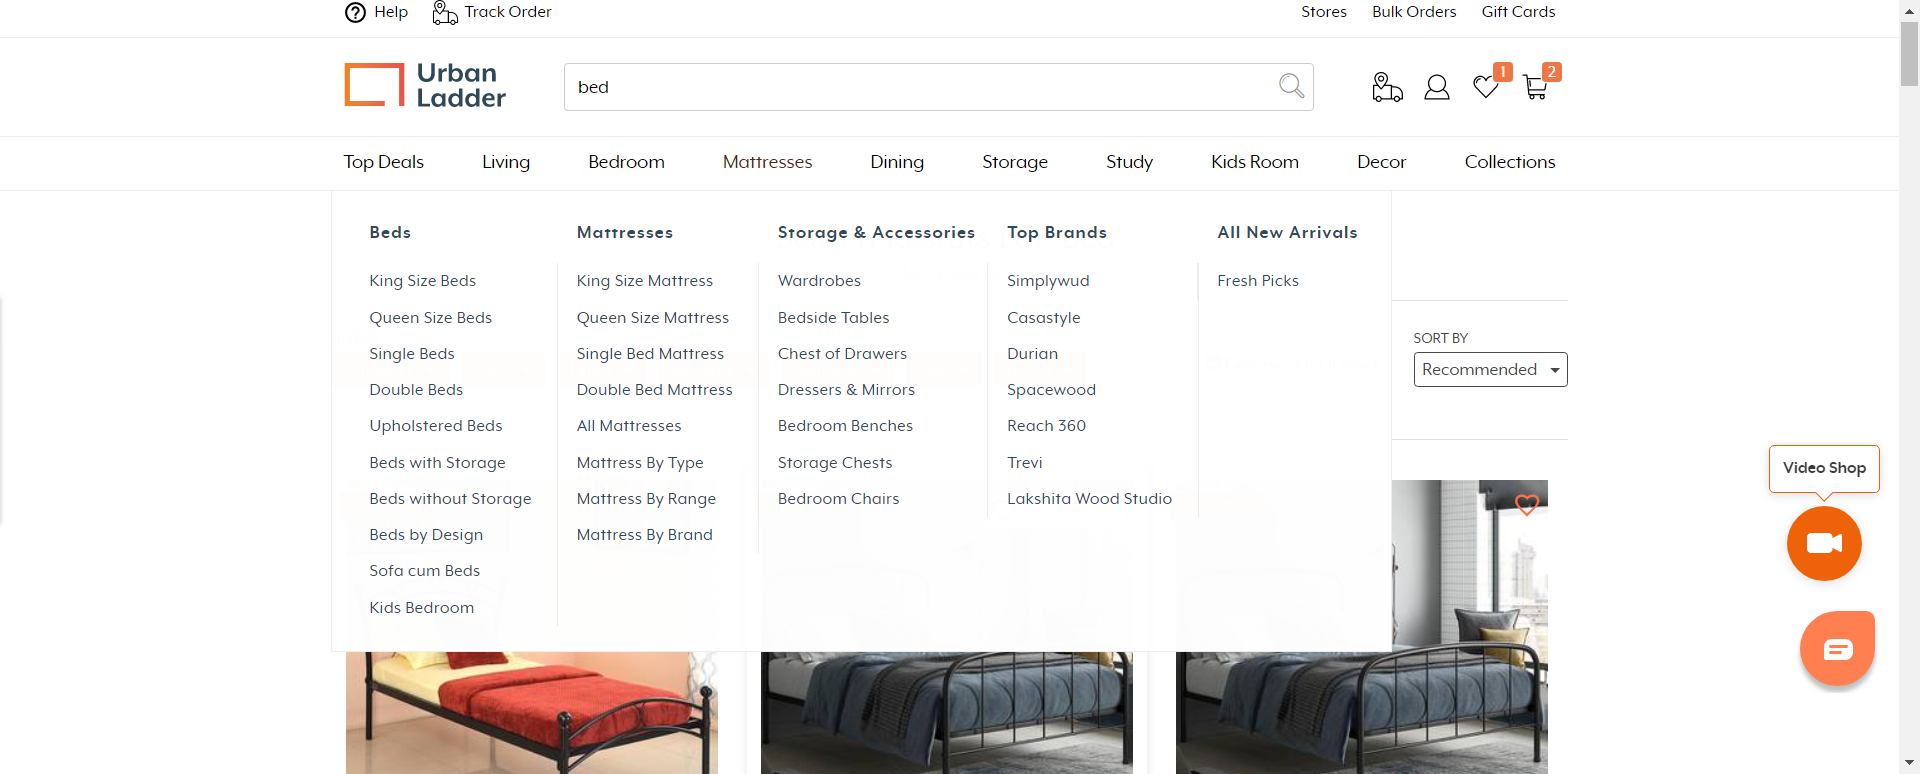 Help
Track Order
Stores
Bulk Orders
Gift Cards
Urban
Ladder
bed
1
2
Top Deals
Living
Bedroom
Mattresses
Dining
Storage
Study
Kids Room
Decor
Collections
Beds
King Size Beds
Queen Size Beds
Single Beds
Double Beds
Upholstered Beds
Beds with Storage
Beds without Storage
Beds by Design
Sofa cum Beds
Kids Bedroom
Mattresses
King Size Mattress
Queen Size Mattress
Single Bed Mattress
Double Bed Mattress
All Mattresses
Mattress By Type
Mattress By Range
Mattress By Brand
Storage & Accessories
Wardrobes
Bedside Tables
Chest of Drawers
Dressers & Mirrors
Bedroom Benches
Storage Chests
Bedroom Chairs
Top Brands
Simplywud
Casastyle
Durian
Spacewood
Reach 360
Trevi
Lakshita Wood Studio
All New Arrivals
Fresh Picks
SORT BY
Recommended
Video Shop